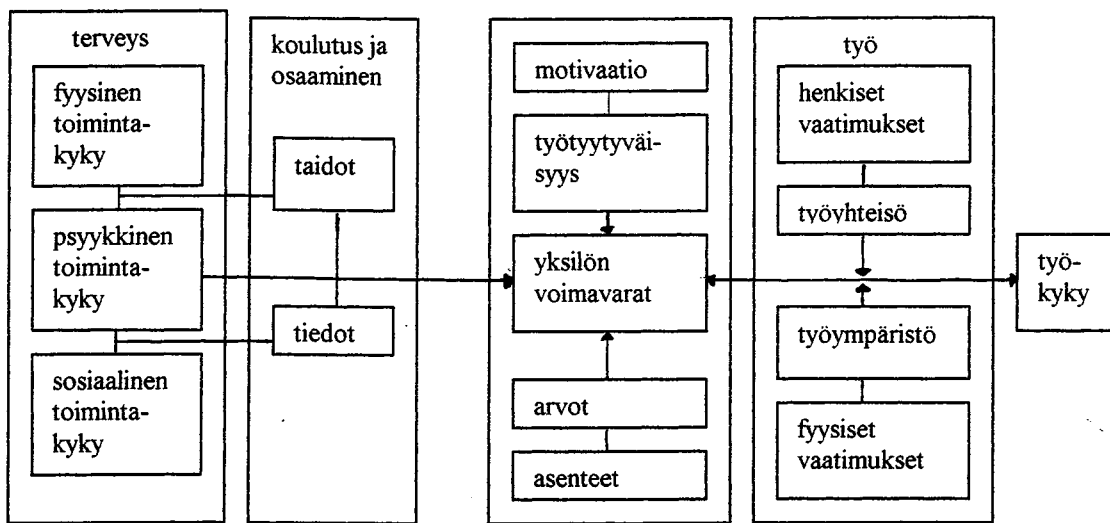 terveys
fyysinen
toiminta-
kyky
psyykkinen
toiminta-
kyky
sosiaalinen
toiminta-
kyky
koulutus ja
osaaminen
taidot
tiedot
motivaatio
työtyytyväi-
syys
yksilön
voimavarat
arvot
asenteet
työ
henkiset
vaatimukset
työyhteisö
työympäristö
fyysiset
vaatimukset
työ-
kyky